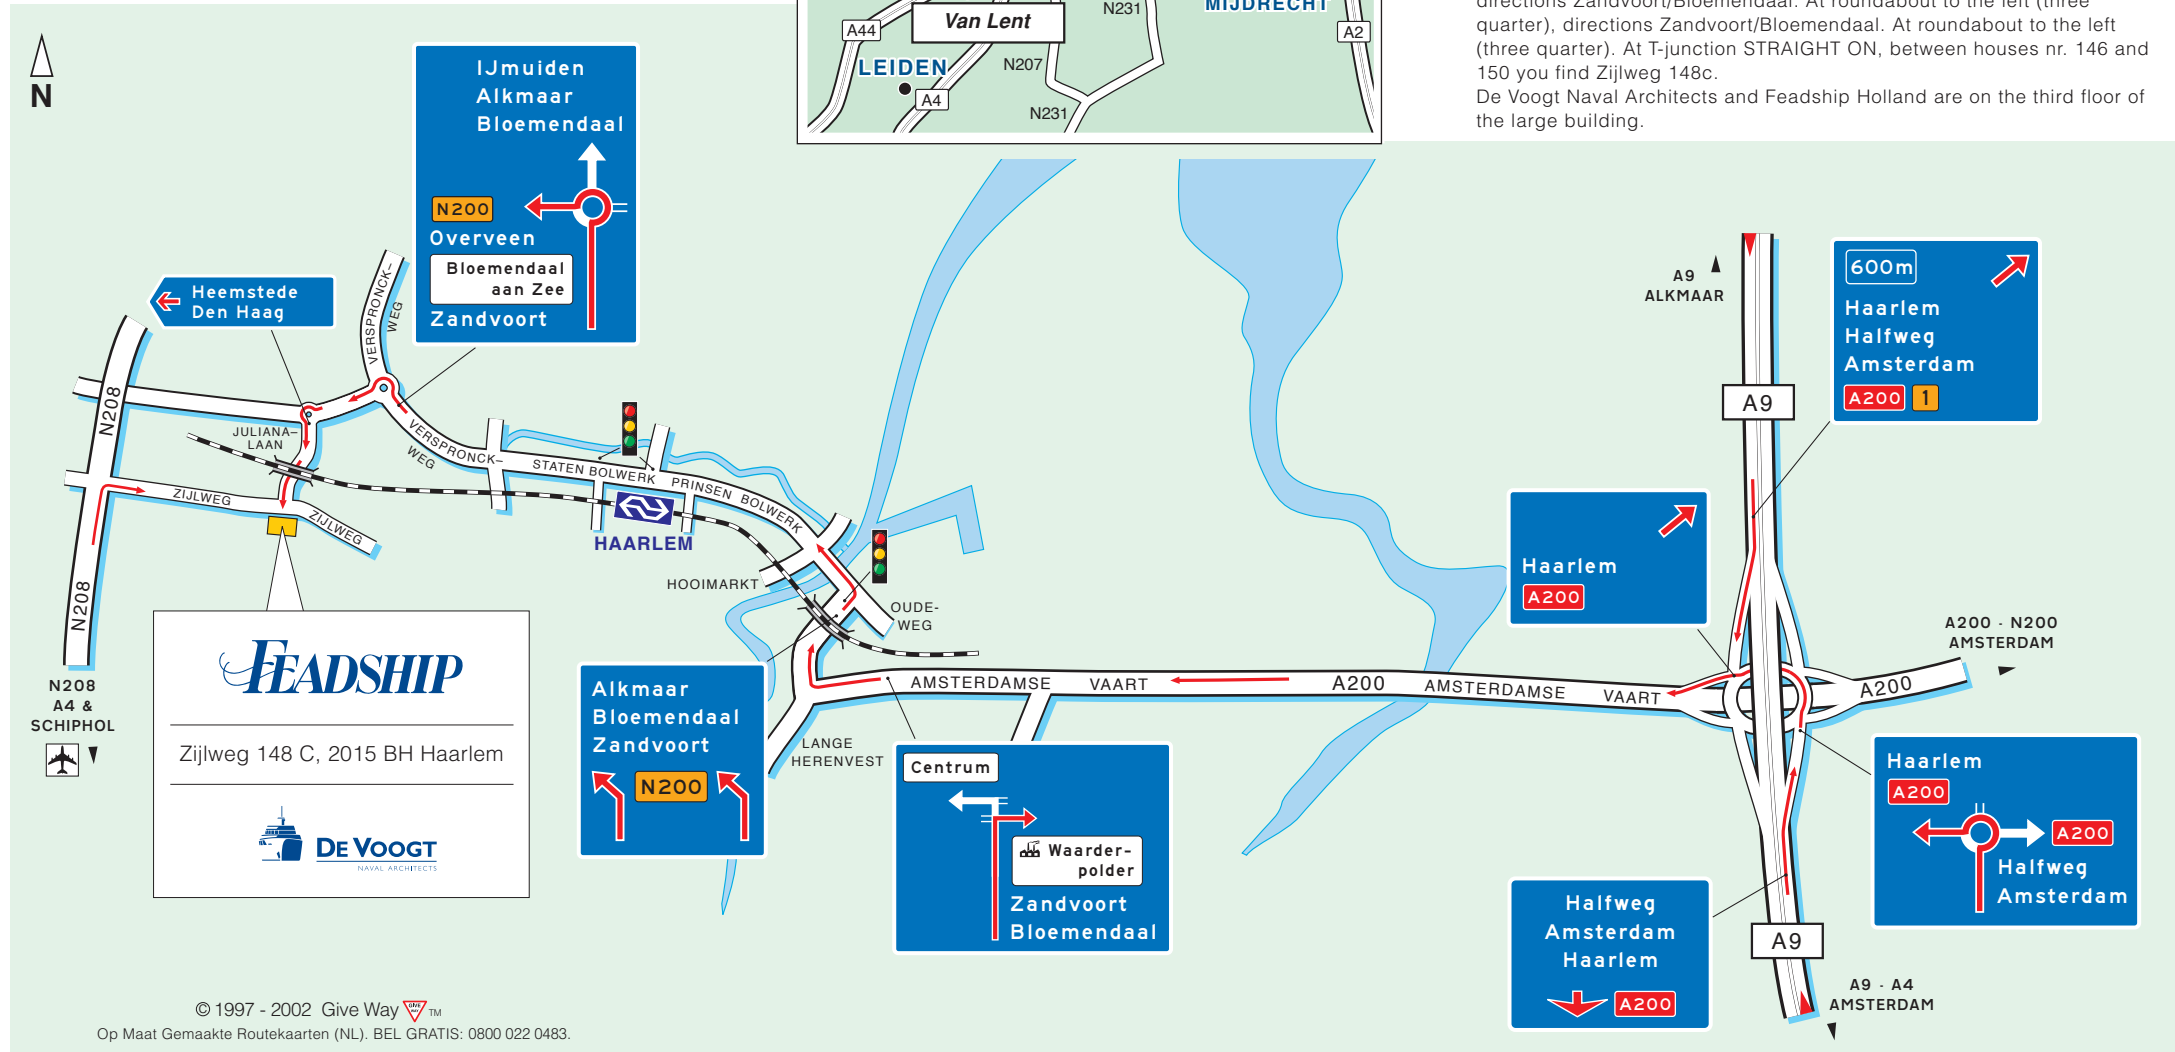 directions Zandvoort/Bloemendaal. At roundabout to the left (three
quarter), directions Zandvoort/Bloemendaal. At roundabout to the left
(three quarter). At T-junction STRAIGHT ON, between houses nr. 146 and
150 you find Zijlweg 148c.
De Voogt Naval Architects and Feadship Holland are on the third floor of
the large building.
MIJDRECHT
N231
Van Lent
A44
A2
LEIDEN
N207
A4
N231
N
IJmuiden
Alkmaar
Bloemendaal
N200
Overveen
Bloemendaal
aan Zee
Zandvoort
Heemstede
Den Haag
VERSPRONCK–
WEG
N208
JULIANA–
LAAN
VERSPRONCK–
WEG
STATEN BOLWERK
PRINSEN BOLWERK
ZIJLWEG
ZIJLWEG
HAARLEM
HOOIMARKT
OUDE-
WEG
N208
N208
A4 &
SCHIPHOL
FEADSHIP
Zijlweg 148 C, 2015 BH Haarlem
DE VOOGT
NAVAL ARCHITECTS
Alkmaar
Bloemendaal
Zandvoort
N200
LANGE
HERENVEST
AMSTERDAMSE VAART
A200
AMSTERDAMSE VAART
A200
Centrum
Waarder-
polder
Zandvoort
Bloemendaal
A9
ALKMAAR
600m
Haarlem
Halfweg
Amsterdam
A200 1
A9
Haarlem
A200
A200 - N200
AMSTERDAM
Haarlem
A200
A200
Halfweg
Amsterdam
Halfweg
Amsterdam
Haarlem
A200
A9
A9 - A4
AMSTERDAM
© 1997 - 2002 Give Way GIVE WAY TM
Op Maat Gemaakte Routekaarten (NL). BEL GRATIS: 0800 022 0483.